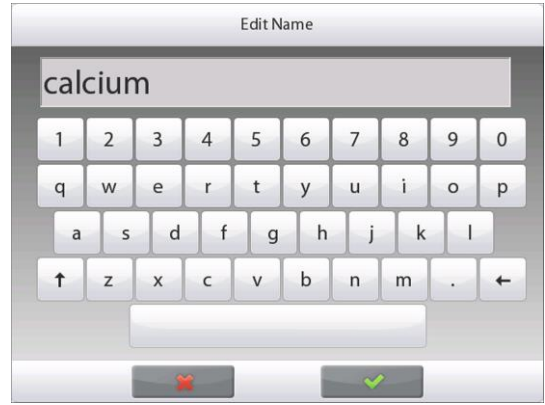 Edit Name
calcium
1 2 3 4 5 6 7 8 9 0
q w e r t y u i o p
a s d f g h j k l
↑ z x c v b n m . ←